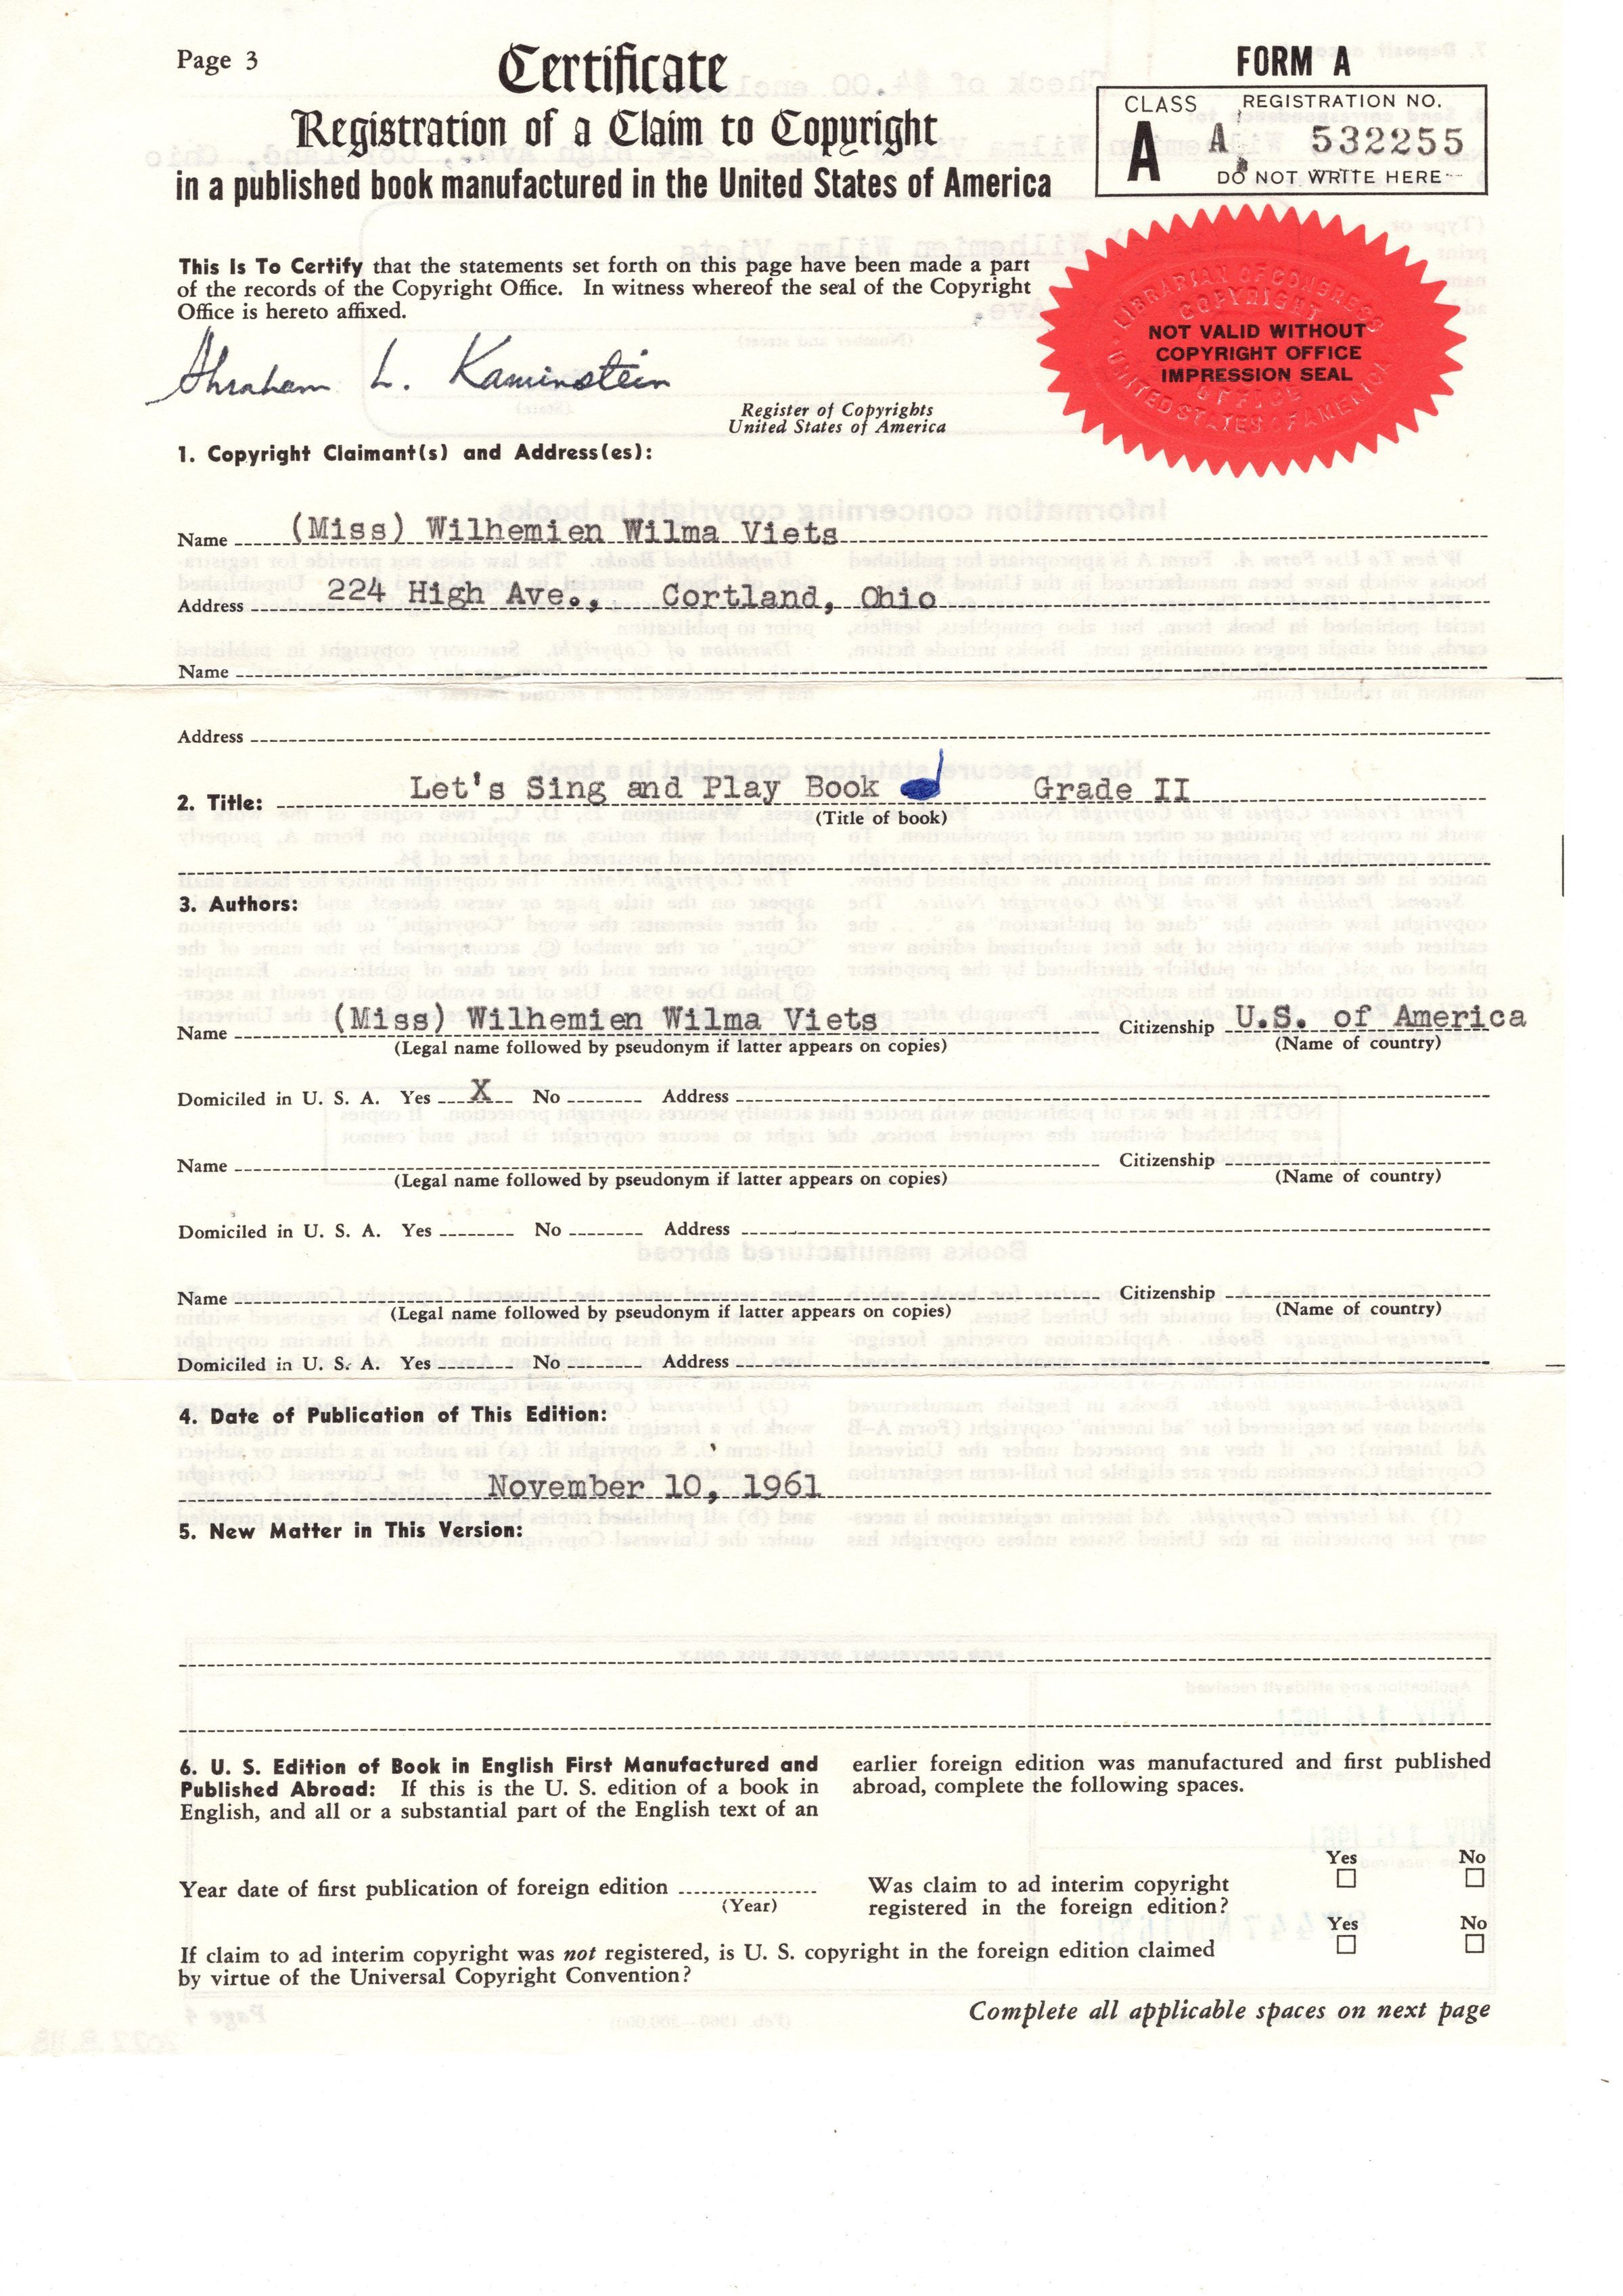 Page 3
Certificate
Registration of a Claim to Copyright
in a published book manufactured in the United States of America
FORM A
CLASS REGISTRATION NO.
A A 532255
DO NOT WRITE HERE
This Is To Certify that the statements set forth on this page have been made a part
of the records of the Copyright Office. In witness whereof the seal of the Copyright
Office is hereto affixed.
Abraham L. Kaminstein
Register of Copyrights
United States of America
LIBRARIAN OF CONGRESS
COPYRIGHT
NOT VALID WITHOUT
COPYRIGHT OFFICE
IMPRESSION SEAL
OFFICE
UNITED STATES OF AMERICA
1. Copyright Claimant(s) and Address(es):
Name (Miss) Wilhemien Wilma Viets
Address 224 High Ave., Cortland, Ohio
Name
Address
2. Title: Let's Sing and Play Book Grade II
(Title of book)
3. Authors:
Name (Miss) Wilhemien Wilma Viets Citizenship U.S. of America
(Legal name followed by pseudonym if latter appears on copies) (Name of country)
Domiciled in U. S. A. Yes X No Address
Name Citizenship
(Legal name followed by pseudonym if latter appears on copies) (Name of country)
Domiciled in U. S. A. Yes No Address
Name Citizenship
(Legal name followed by pseudonym if latter appears on copies) (Name of country)
Domiciled in U. S. A. Yes No Address
4. Date of Publication of This Edition:
November 10, 1961
5. New Matter in This Version:
6. U. S. Edition of Book in English First Manufactured and
Published Abroad: If this is the U. S. edition of a book in
English, and all or a substantial part of the English text of an
earlier foreign edition was manufactured and first published
abroad, complete the following spaces.
Year date of first publication of foreign edition
(Year)
Was claim to ad interim copyright
registered in the foreign edition?
Yes No
If claim to ad interim copyright was not registered, is U. S. copyright in the foreign edition claimed
by virtue of the Universal Copyright Convention?
Yes No
Complete all applicable spaces on next page